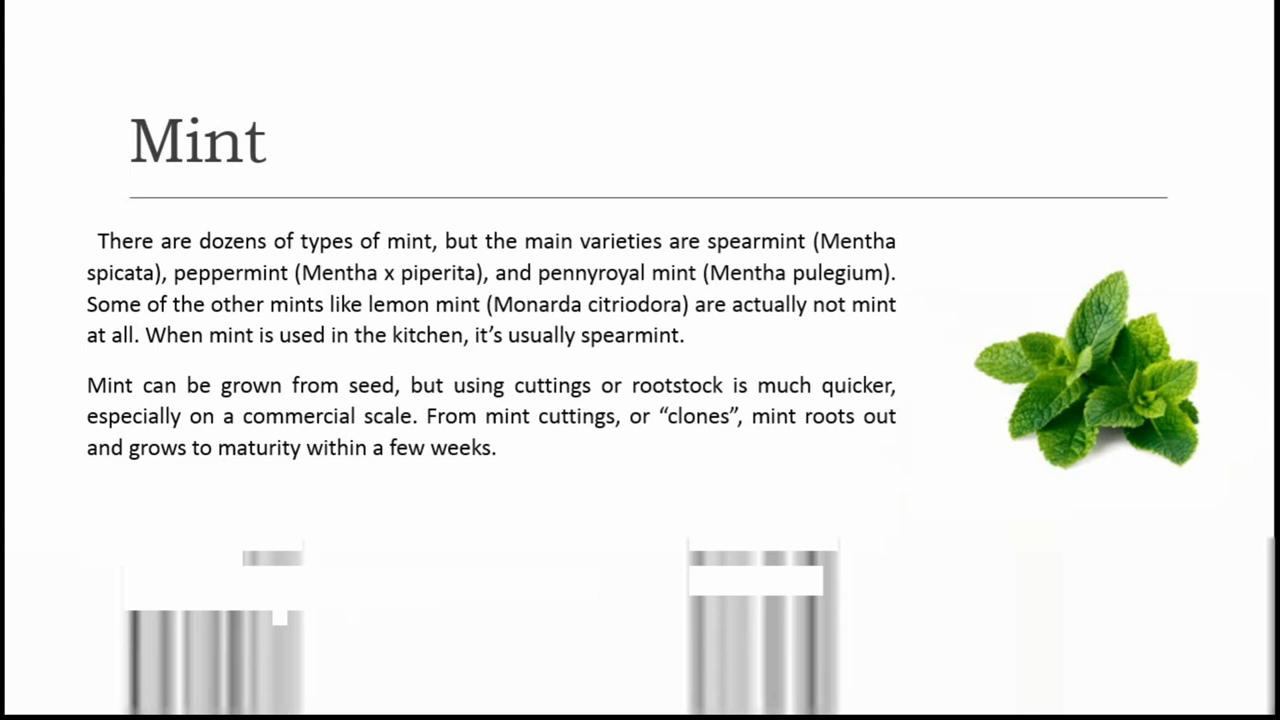 Mint
There are dozens of types of mint, but the main varieties are spearmint (Mentha
spicata), peppermint (Mentha x piperita), and pennyroyal mint (Mentha pulegium).
Some of the other mints like lemon mint (Monarda citriodora) are actually not mint
at all. When mint is used in the kitchen, it’s usually spearmint.
Mint can be grown from seed, but using cuttings or rootstock is much quicker,
especially on a commercial scale. From mint cuttings, or “clones”, mint roots out
and grows to maturity within a few weeks.